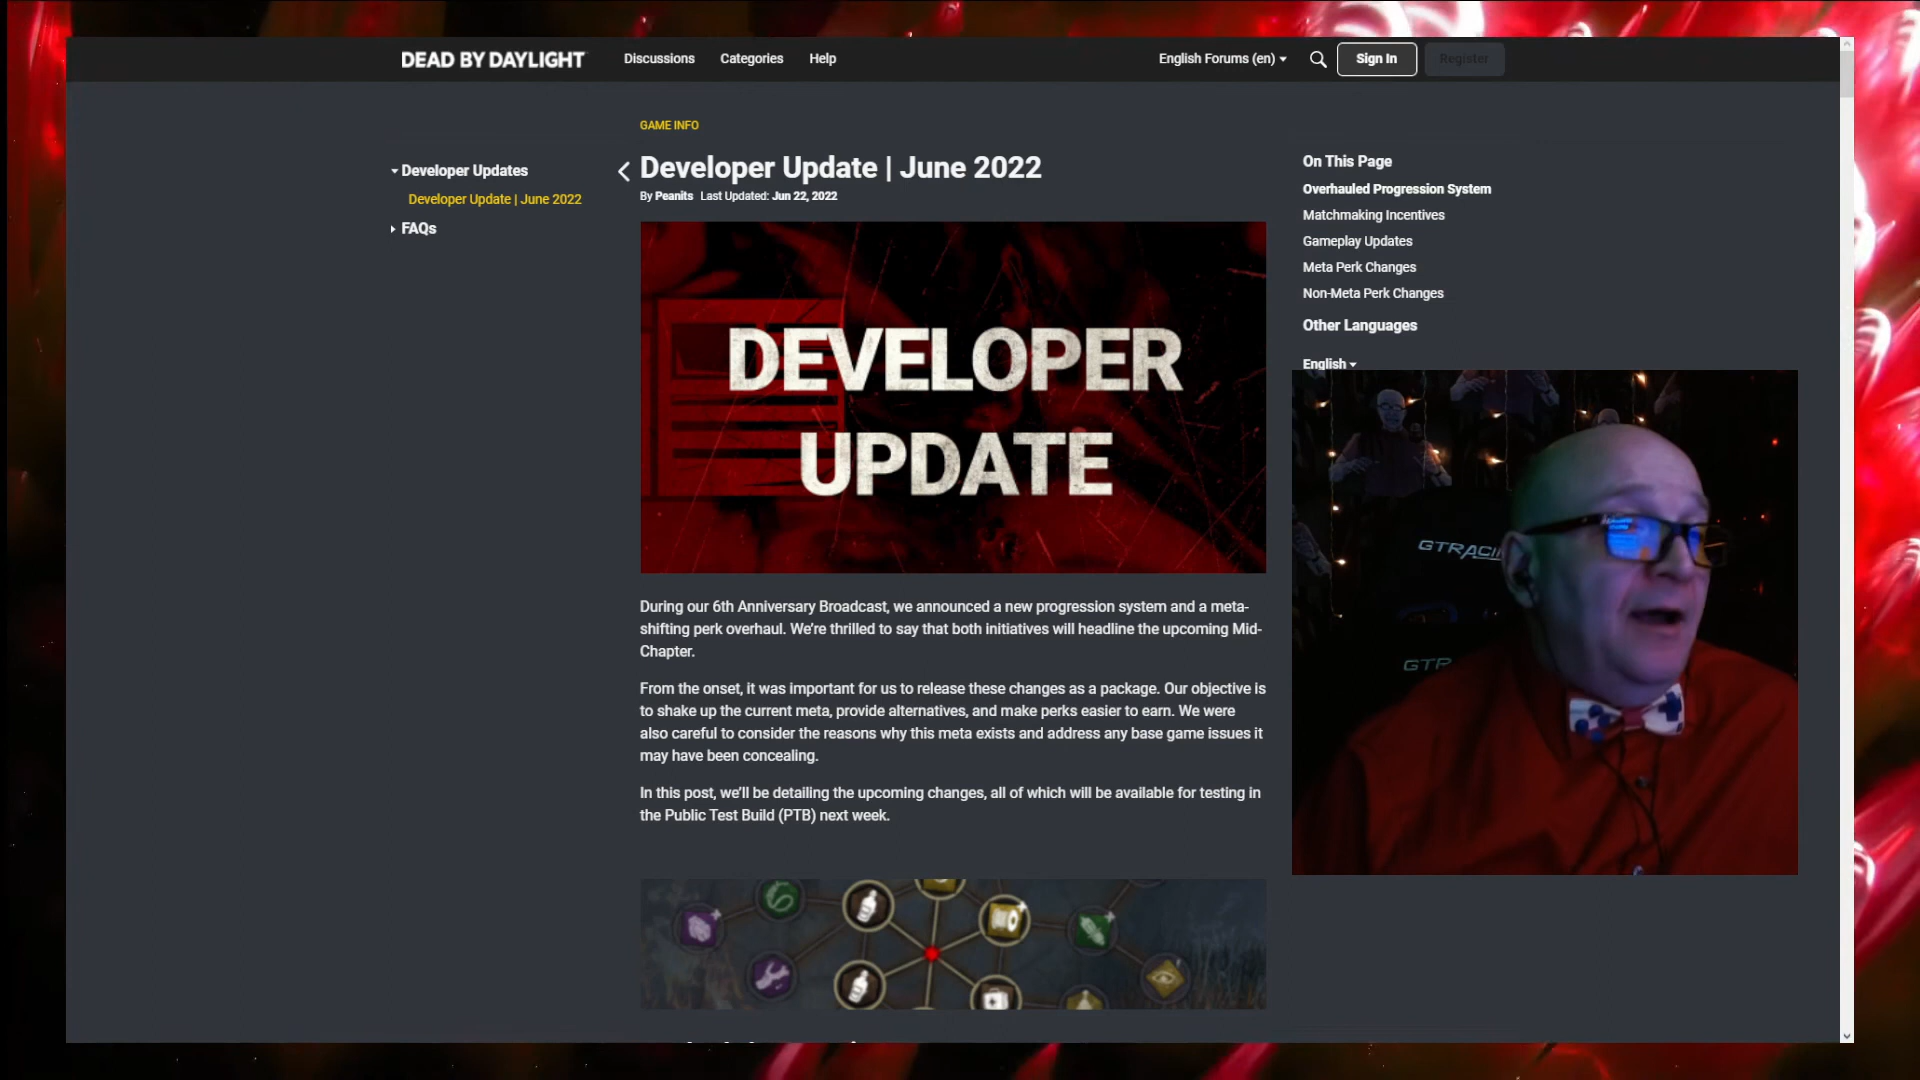 DEAD BY DAYLIGHT
Discussions
Categories
Help
English Forums (en)
Sign In
Register
GAME INFO
Developer Updates
Developer Update | June 2022
FAQs
Developer Update | June 2022
By Peanits Last Updated: Jun 22, 2022
DEVELOPER
UPDATE
During our 6th Anniversary Broadcast, we announced a new progression system and a meta-
shifting perk overhaul. We're thrilled to say that both initiatives will headline the upcoming Mid-
Chapter.
From the onset, it was important for us to release these changes as a package. Our objective is
to shake up the current meta, provide alternatives, and make perks easier to earn. We were
also careful to consider the reasons why this meta exists and address any base game issues it
may have been concealing.
In this post, we'll be detailing the upcoming changes, all of which will be available for testing in
the Public Test Build (PTB) next week.
On This Page
Overhauled Progression System
Matchmaking Incentives
Gameplay Updates
Meta Perk Changes
Non-Meta Perk Changes
Other Languages
English